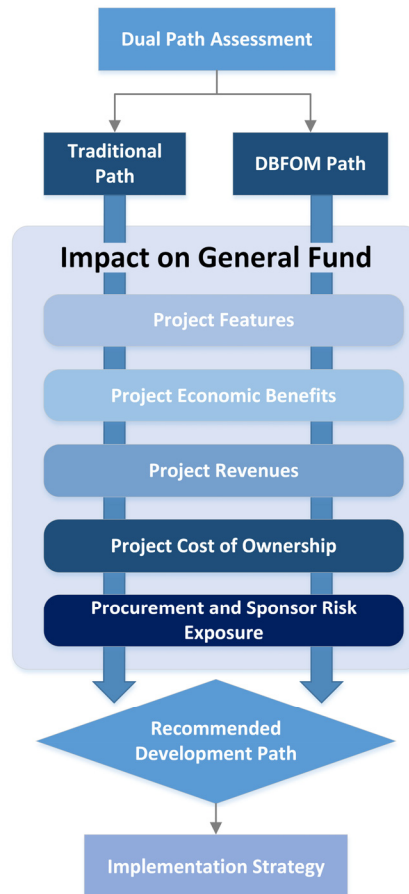 Dual Path Assessment
Traditional
Path
DBFOM Path
Impact on General Fund
Project Features
Project Economic Benefits
Project Revenues
Project Cost of Ownership
Procurement and Sponsor Risk
Exposure
Recommended
Development Path
Implementation Strategy